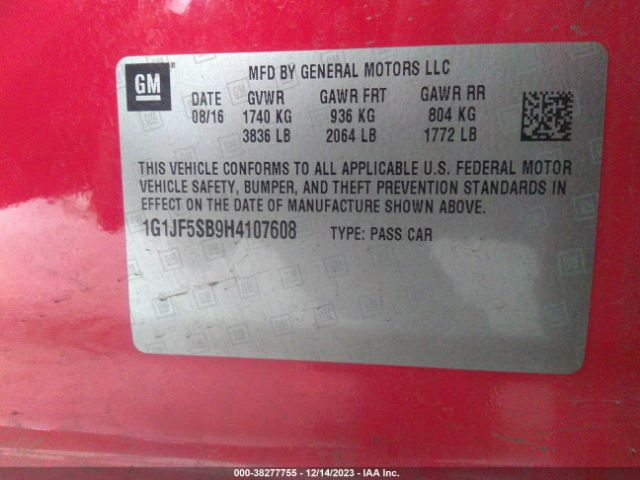 GM
MFD BY GENERAL MOTORS LLC
DATE GVWR GAWR FRT GAWR RR
08/16 1740 KG 936 KG 804 KG
3836 LB 2064 LB 1772 LB
THIS VEHICLE CONFORMS TO ALL APPLICABLE U.S. FEDERAL MOTOR
VEHICLE SAFETY, BUMPER, AND THEFT PREVENTION STANDARDS IN
EFFECT ON THE DATE OF MANUFACTURE SHOWN ABOVE.
1G1JF5SB9H4107608 TYPE: PASS CAR
000-38277755 - 12/14/2023 - IAA Inc.